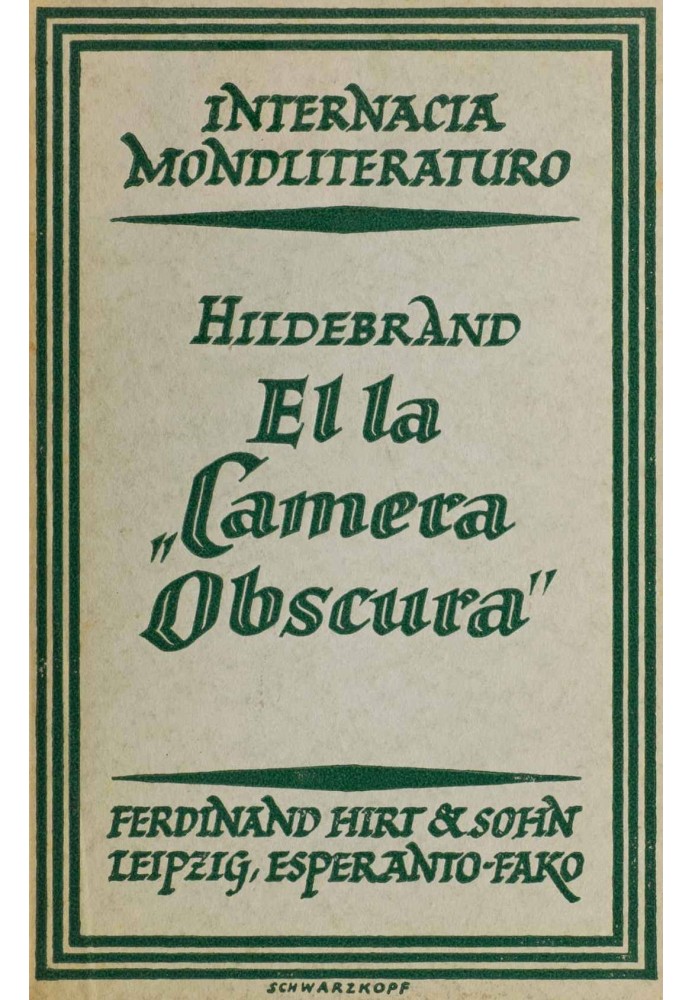 INTERNACIA
MONDLITERATURO
HILDEBRAND
El la
„Camera
Obscura"
FERDINAND HIRT & SOHN
LEIPZIG, ESPERANTO-FAKO
SCHWARZKOPF